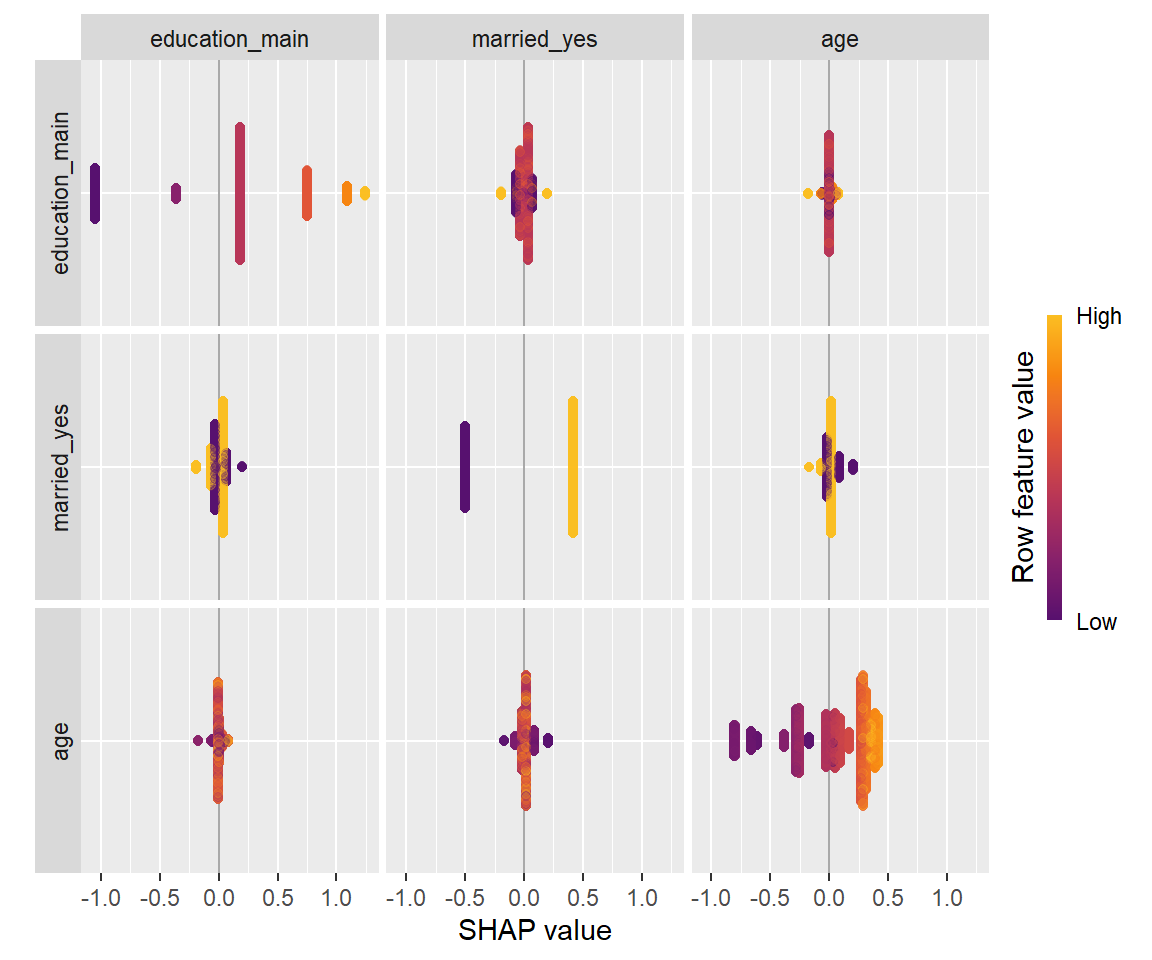 education_main married_yes age
education_main
married_yes
age
-1.0 -0.5 0.0 0.5 1.0 -1.0 -0.5 0.0 0.5 1.0 -1.0 -0.5 0.0 0.5 1.0
SHAP value
Row feature value
High
Low